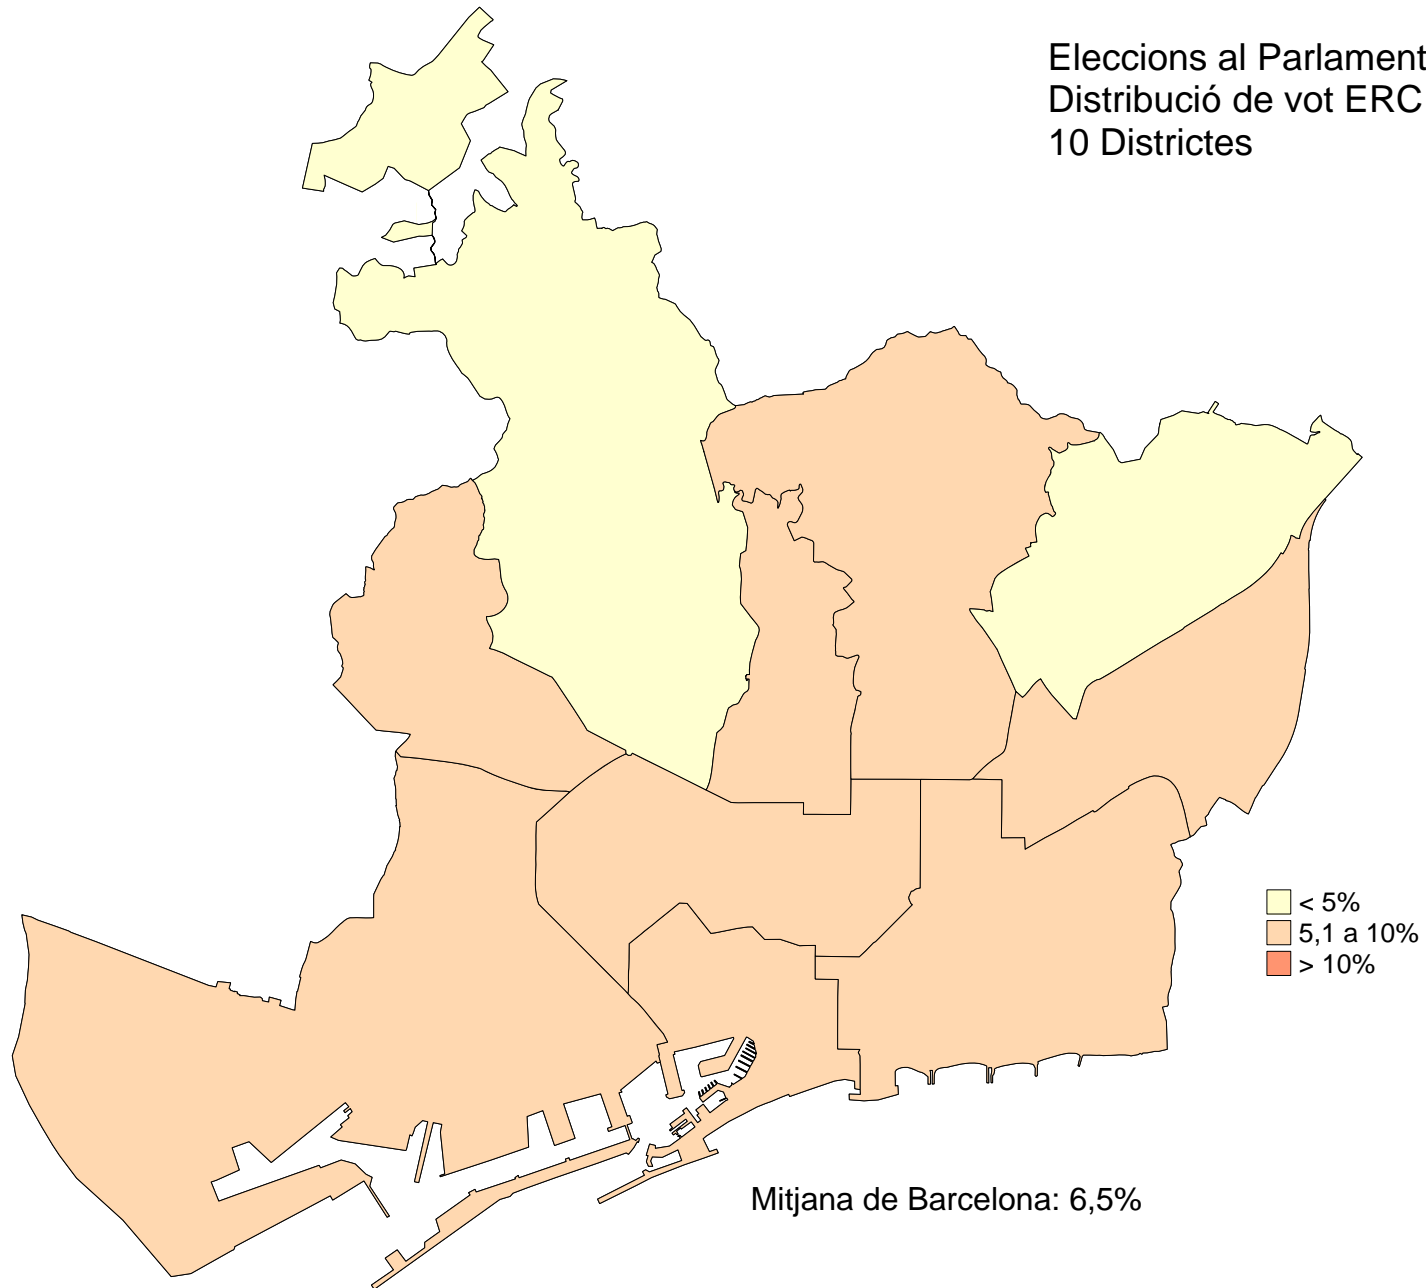 Eleccions al Parlament
Distribució de vot ERC
10 Districtes
< 5%
5,1 a 10%
> 10%
Mitjana de Barcelona: 6,5%